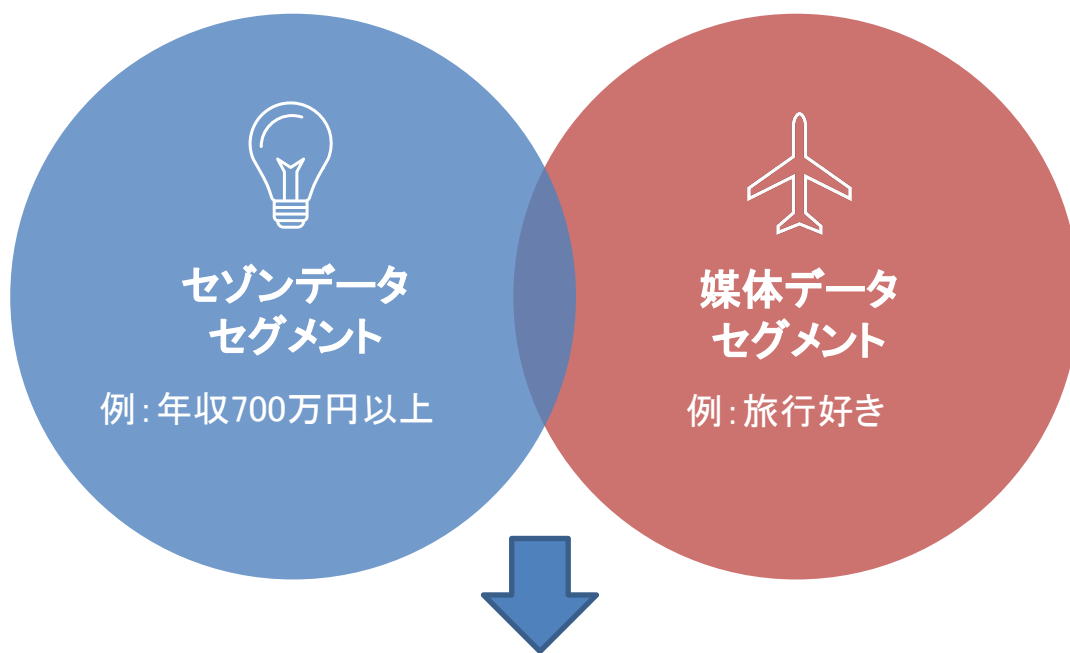 セゾンデータ
セグメント
例：年収700万円以上
媒体データ
セグメント
例：旅行好き